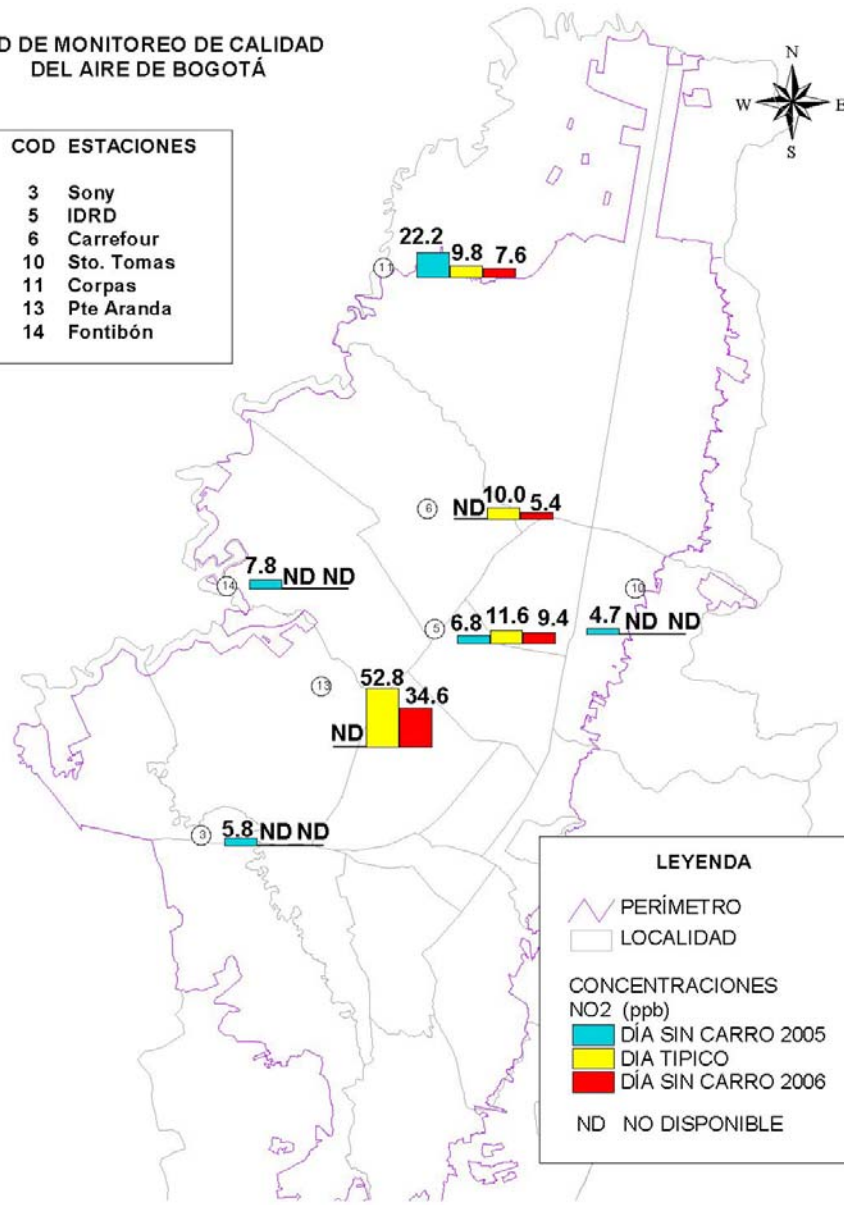 D DE MONITOREO DE CALIDAD
DEL AIRE DE BOGOTÁ
N
W E
S
COD ESTACIONES
3 Sony
5 IDRD
6 Carrefour
10 Sto. Tomas
11 Corpas
13 Pte Aranda
14 Fontibón
22.2 9.8 7.6
11
ND 10.0 5.4
6
7.8 ND ND
14
10
4.7 ND ND
5
6.8 11.6 9.4
13
52.8
34.6
ND
3
5.8 ND ND
LEYENDA
PERÍMETRO
LOCALIDAD
CONCENTRACIONES
NO2 (ppb)
DÍA SIN CARRO 2005
DIA TIPICO
DÍA SIN CARRO 2006
ND NO DISPONIBLE